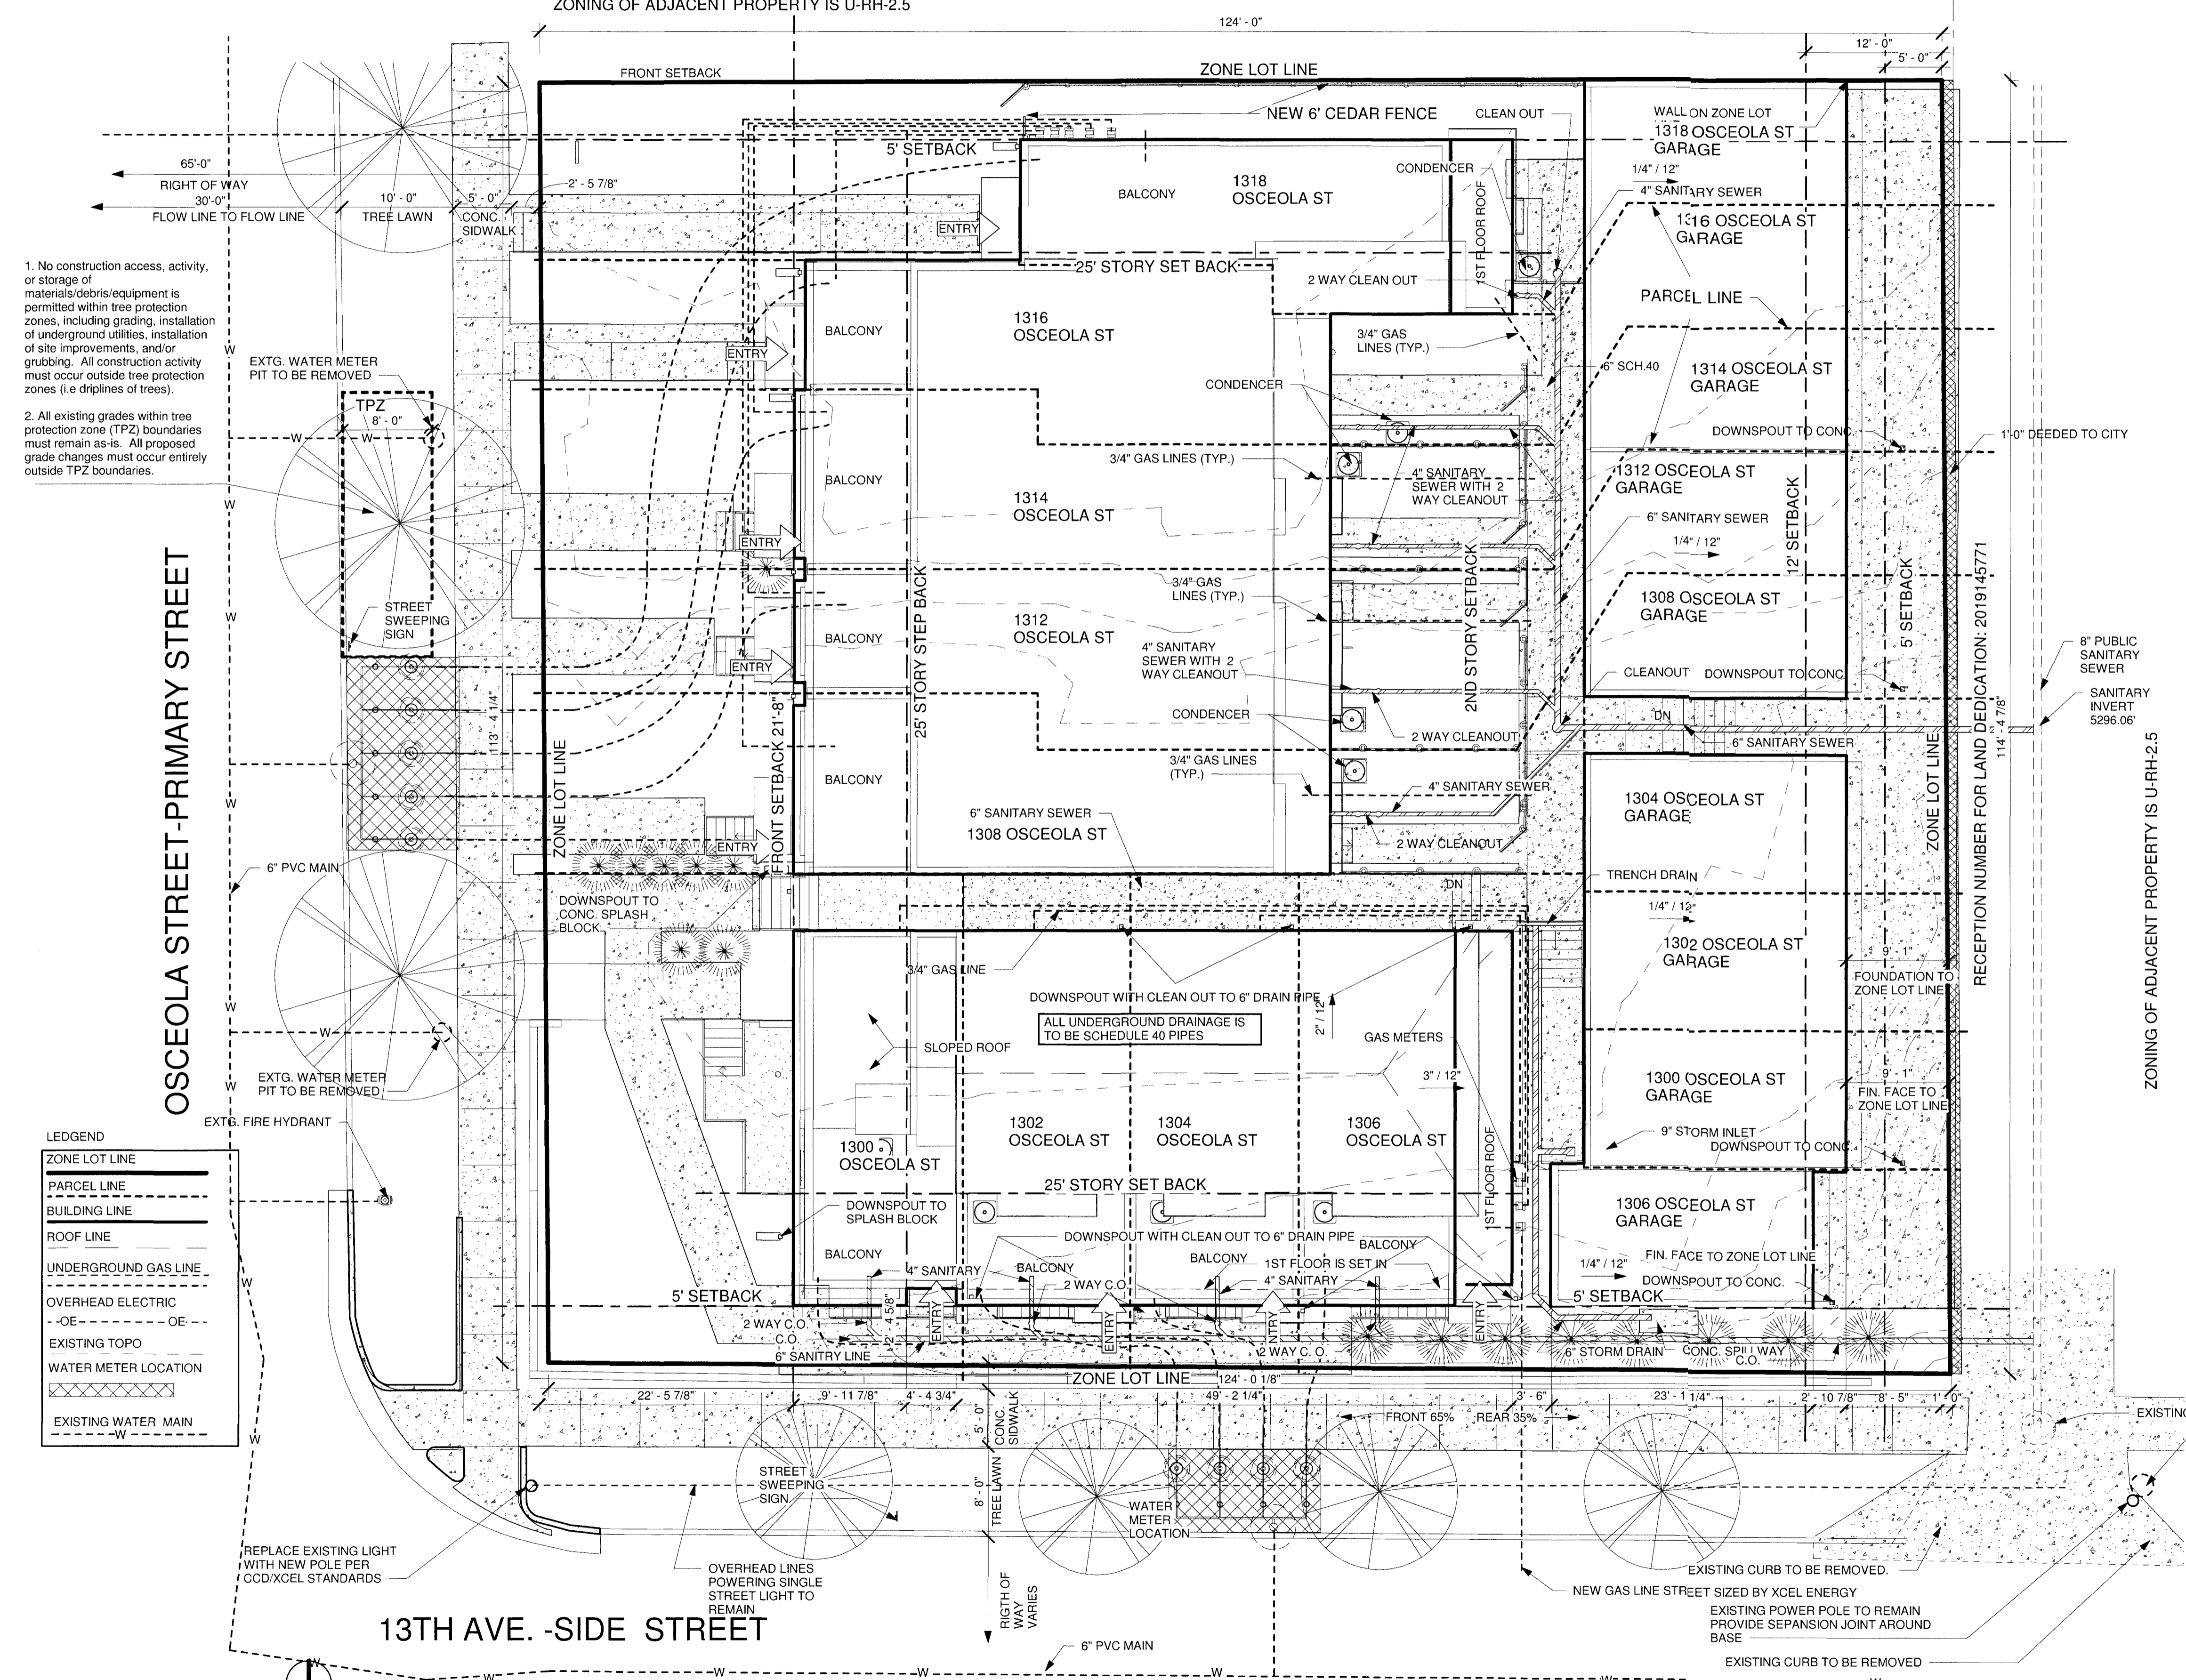 ZONING OF ADJACENT PROPERTY IS U-RH-2.5
124' - 0"
12' - 0"
5' - 0"
FRONT SETBACK
ZONE LOT LINE
NEW 6' CEDAR FENCE
CLEAN OUT
WALL ON ZONE LOT
1318 OSCEOLA ST
GARAGE
5' SETBACK
CONDENCER
1/4" / 12"
65'-0"
RIGHT OF WAY
30'-0"
FLOW LINE TO FLOW LINE
10' - 0"
TREE LAWN
5' - 0"
CONC.
SIDWALK
2' - 5 7/8"
BALCONY
1318
OSCEOLA ST
1ST FLOOR ROOF
4" SANITARY SEWER
1316 OSCEOLA ST
GARAGE
ENTRY
25' STORY SET BACK
2 WAY CLEAN OUT
PARCEL LINE
1. No construction access, activity,
or storage of
materials/debris/equipment is
permitted within tree protection
zones, including grading, installation
of underground utilities, installation
of site improvements, and/or
grubbing. All construction activity
must occur outside tree protection
zones (i.e driplines of trees).
2. All existing grades within tree
protection zone (TPZ) boundaries
must remain as-is. All proposed
grade changes must occur entirely
outside TPZ boundaries.
W
EXTG. WATER METER
PIT TO BE REMOVED
TPZ
8' - 0"
W
W
W
BALCONY
1316
OSCEOLA ST
ENTRY
3/4" GAS
LINES (TYP.)
6" SCH.40
1314 OSCEOLA ST
GARAGE
CONDENCER
DOWNSPOUT TO CONC.
1'-0" DEEDED TO CITY
3/4" GAS LINES (TYP.)
4" SANITARY
SEWER WITH 2
WAY CLEANOUT
1312 OSCEOLA ST
GARAGE
BALCONY
1314
OSCEOLA ST
ENTRY
6" SANITARY SEWER
1/4" / 12"
12' SETBACK
W
3/4" GAS
LINES (TYP.)
1308 OSCEOLA ST
GARAGE
5' SETBACK
STREET
SWEEPING
SIGN
W
BALCONY
1312
OSCEOLA ST
25' STORY STEP BACK
4" SANITARY
SEWER WITH 2
WAY CLEANOUT
2ND STORY SETBACK
ENTRY
CLEANOUT
DOWNSPOUT TO CONC.
8" PUBLIC
SANITARY
SEWER
SANITARY
INVERT
5296.06'
OSCEOLA STREET-PRIMARY STREET
113' - 4 1/4"
ZONE LOT LINE
FRONT SETBACK 21'-8"
CONDENCER
2 WAY CLEANOUT
DN
6" SANITARY SEWER
RECEPTION NUMBER FOR LAND DEDICATION: 2019145771
114' - 4 7/8"
ZONE LOT LINE
ZONING OF ADJACENT PROPERTY IS U-RH-2.5
3/4" GAS LINES
(TYP.)
BALCONY
4" SANITARY SEWER
1304 OSCEOLA ST
GARAGE
W
6" SANITARY SEWER
1308 OSCEOLA ST
2 WAY CLEANOUT
ENTRY
6" PVC MAIN
DN
TRENCH DRAIN
1/4" / 12"
DOWNSPOUT TO
CONC. SPLASH
BLOCK
1302 OSCEOLA ST
GARAGE
9' 1"
FOUNDATION TO
ZONE LOT LINE
3/4" GAS LINE
DOWNSPOUT WITH CLEAN OUT TO 6" DRAIN PIPE
2" / 12"
W
W
ALL UNDERGROUND DRAINAGE IS
TO BE SCHEDULE 40 PIPES
GAS METERS
SLOPED ROOF
3" / 12"
1300 OSCEOLA ST
GARAGE
9' 1"
FIN. FACE TO
ZONE LOT LINE
EXTG. WATER METER
PIT TO BE REMOVED
W
EXTG. FIRE HYDRANT
1300
OSCEOLA ST
1302
OSCEOLA ST
1304
OSCEOLA ST
1306
OSCEOLA ST
1ST FLOOR ROOF
9" STORM INLET
DOWNSPOUT TO CONC.
LEDGEND
ZONE LOT LINE
PARCEL LINE
BUILDING LINE
ROOF LINE
UNDERGROUND GAS LINE
OVERHEAD ELECTRIC
OE
OE
EXISTING TOPO
WATER METER LOCATION
EXISTING WATER MAIN
W
25' STORY SET BACK
DOWNSPOUT TO
SPLASH BLOCK
1306 OSCEOLA ST
GARAGE
DOWNSPOUT WITH CLEAN OUT TO 6" DRAIN PIPE
BALCONY
BALCONY
BALCONY
BALCONY
1ST FLOOR IS SET IN
FIN. FACE TO ZONE LOT LINE
1/4" / 12"
DOWNSPOUT TO CONC.
4" SANITARY
2 WAY C.O.
4" SANITARY
5' SETBACK
5' SETBACK
W
W
W
2 WAY C.O.
C.O.
2' - 4 5/8"
ENTRY
ENTRY
ENTRY
ENTRY
6" SANITRY LINE
2 WAY C. O.
6" STORM DRAIN
CONC. SPILLWAY
C.O.
ZONE LOT LINE
124' - 0 1/8"
22' - 5 7/8"
9' - 11 7/8"
4' - 4 3/4"
49' - 2 1/4"
3' - 6"
23' - 1 1/4"
2' - 10 7/8"
8' - 5"
1' 0"
5' - 0"
CONC.
SIDWALK
FRONT 65%
REAR 35%
EXISTING
STREET
SWEEPING
SIGN
8' - 0"
TREE LAWN
WATER
METER
LOCATION
REPLACE EXISTING LIGHT
WITH NEW POLE PER
CCD/XCEL STANDARDS
OVERHEAD LINES
POWERING SINGLE
STREET LIGHT TO
REMAIN
RIGTH OF
WAY
VARIES
EXISTING CURB TO BE REMOVED.
NEW GAS LINE STREET SIZED BY XCEL ENERGY
EXISTING POWER POLE TO REMAIN
PROVIDE SEPANSION JOINT AROUND
BASE
13TH AVE. -SIDE STREET
6" PVC MAIN
EXISTING CURB TO BE REMOVED
W
W
W
W
W
W
W